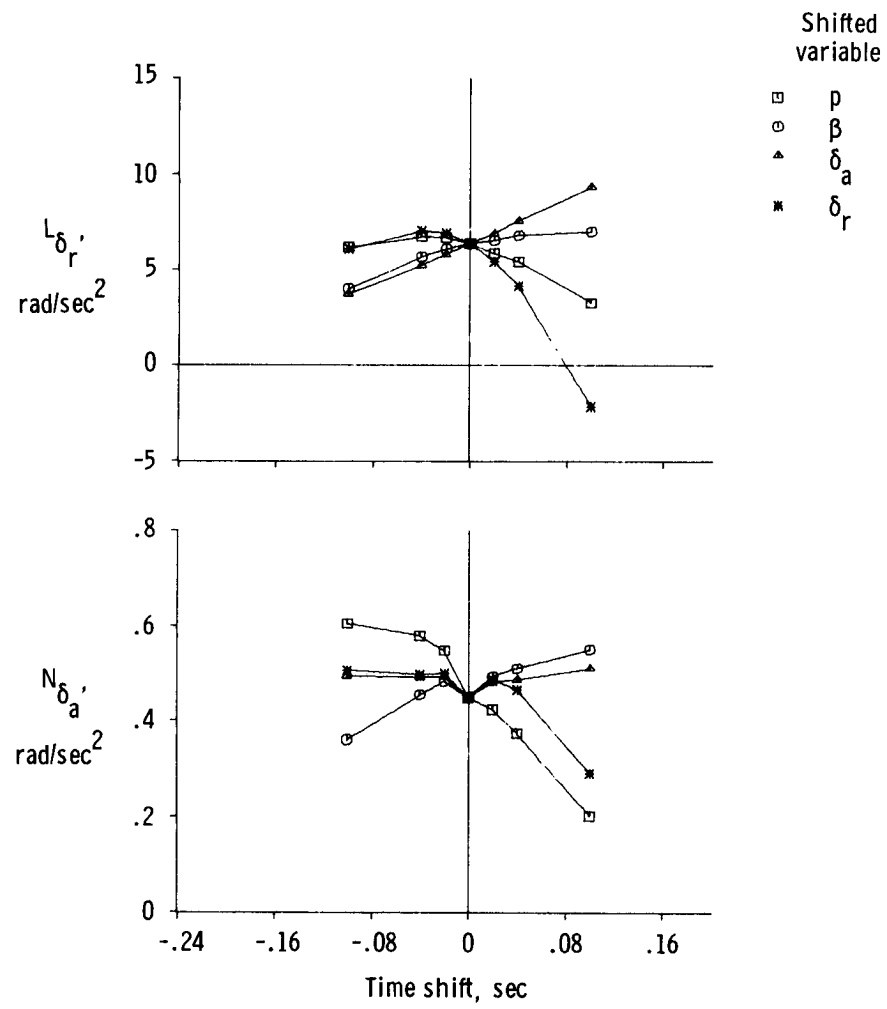 Shifted
variable
p
β
δa
δr
15
10
5
0
-5
Lδr,
rad/sec2
.8
.6
.4
.2
0
Nδa,
rad/sec2
-.24 -.16 -.08 0 .08 .16
Time shift, sec